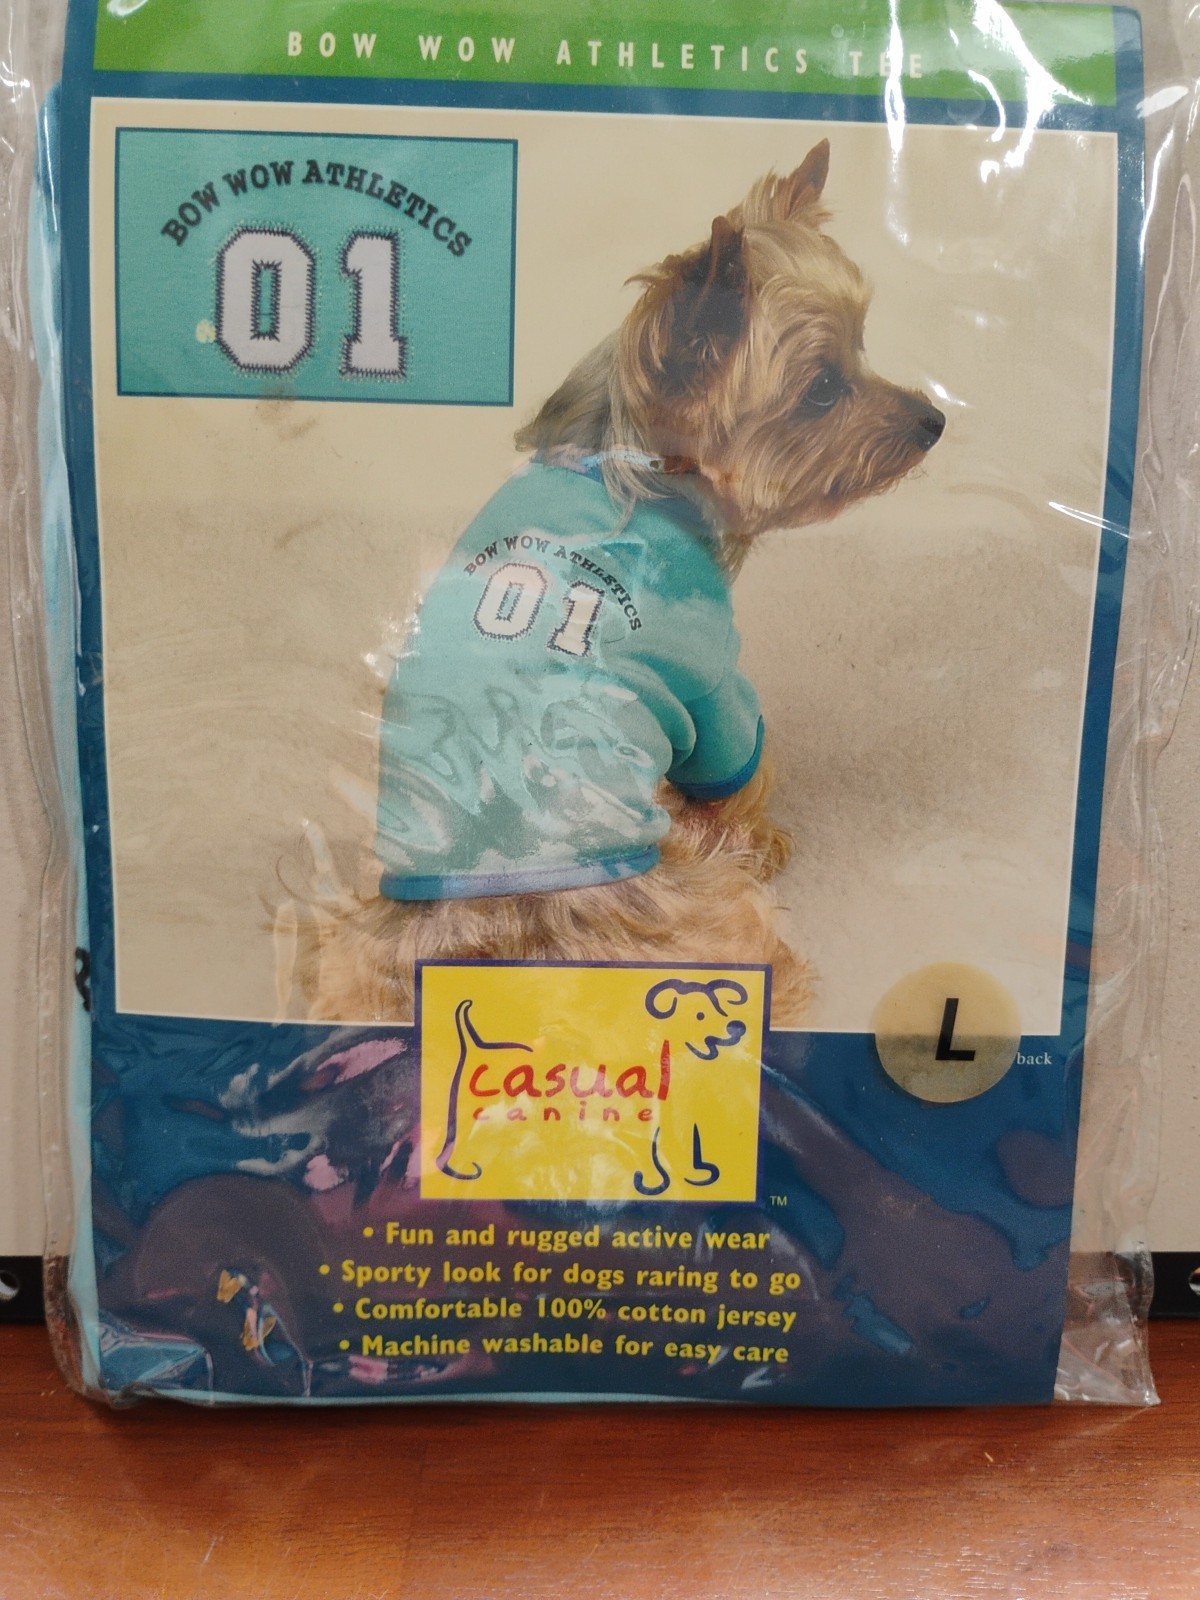 BOW WOW ATHLETICS TEE
BOW WOW ATHLETICS
01
BOW WOW ATHLETICS
01
L
back
casual
canine
TM
• Fun and rugged active wear
• Sporty look for dogs raring to go
• Comfortable 100% cotton jersey
• Machine washable for easy care